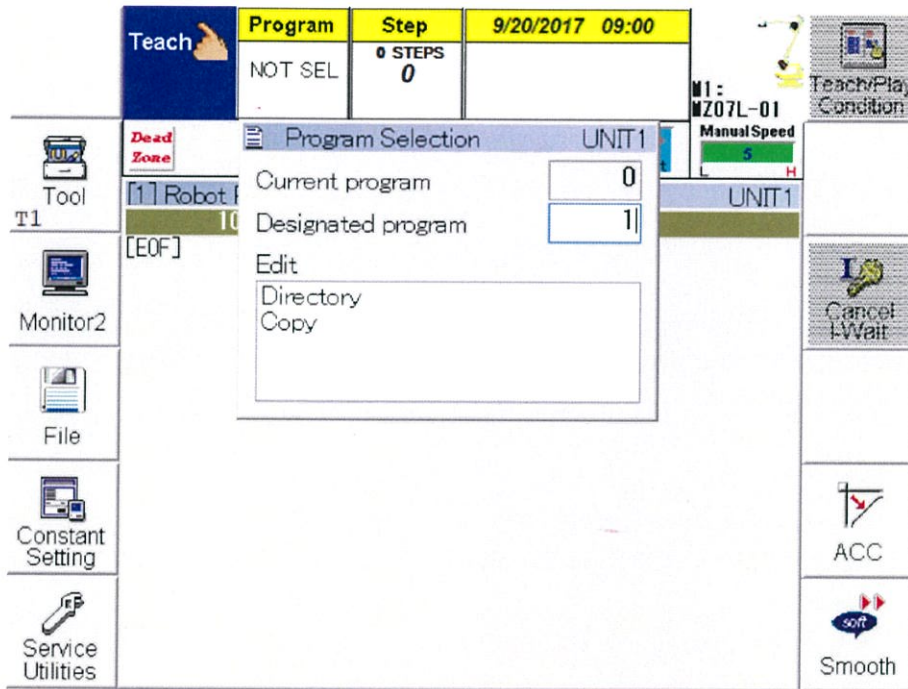 Teach
Program
NOT SEL
Step
0 STEPS
0
9/20/2017 09:00
M1:
MZ07L-01
Teach/Play
Condition
Dead
Zone
Manual Speed
5
L H
Tool
T1
[1] Robot
UNIT1
10
[EOF]
Program Selection UNIT1
Current program 0
Designated program 1
Edit
Directory
Copy
Monitor2
File
Constant
Setting
Service
Utilities
I
Cancel
I-Wait
ACC
soft
Smooth